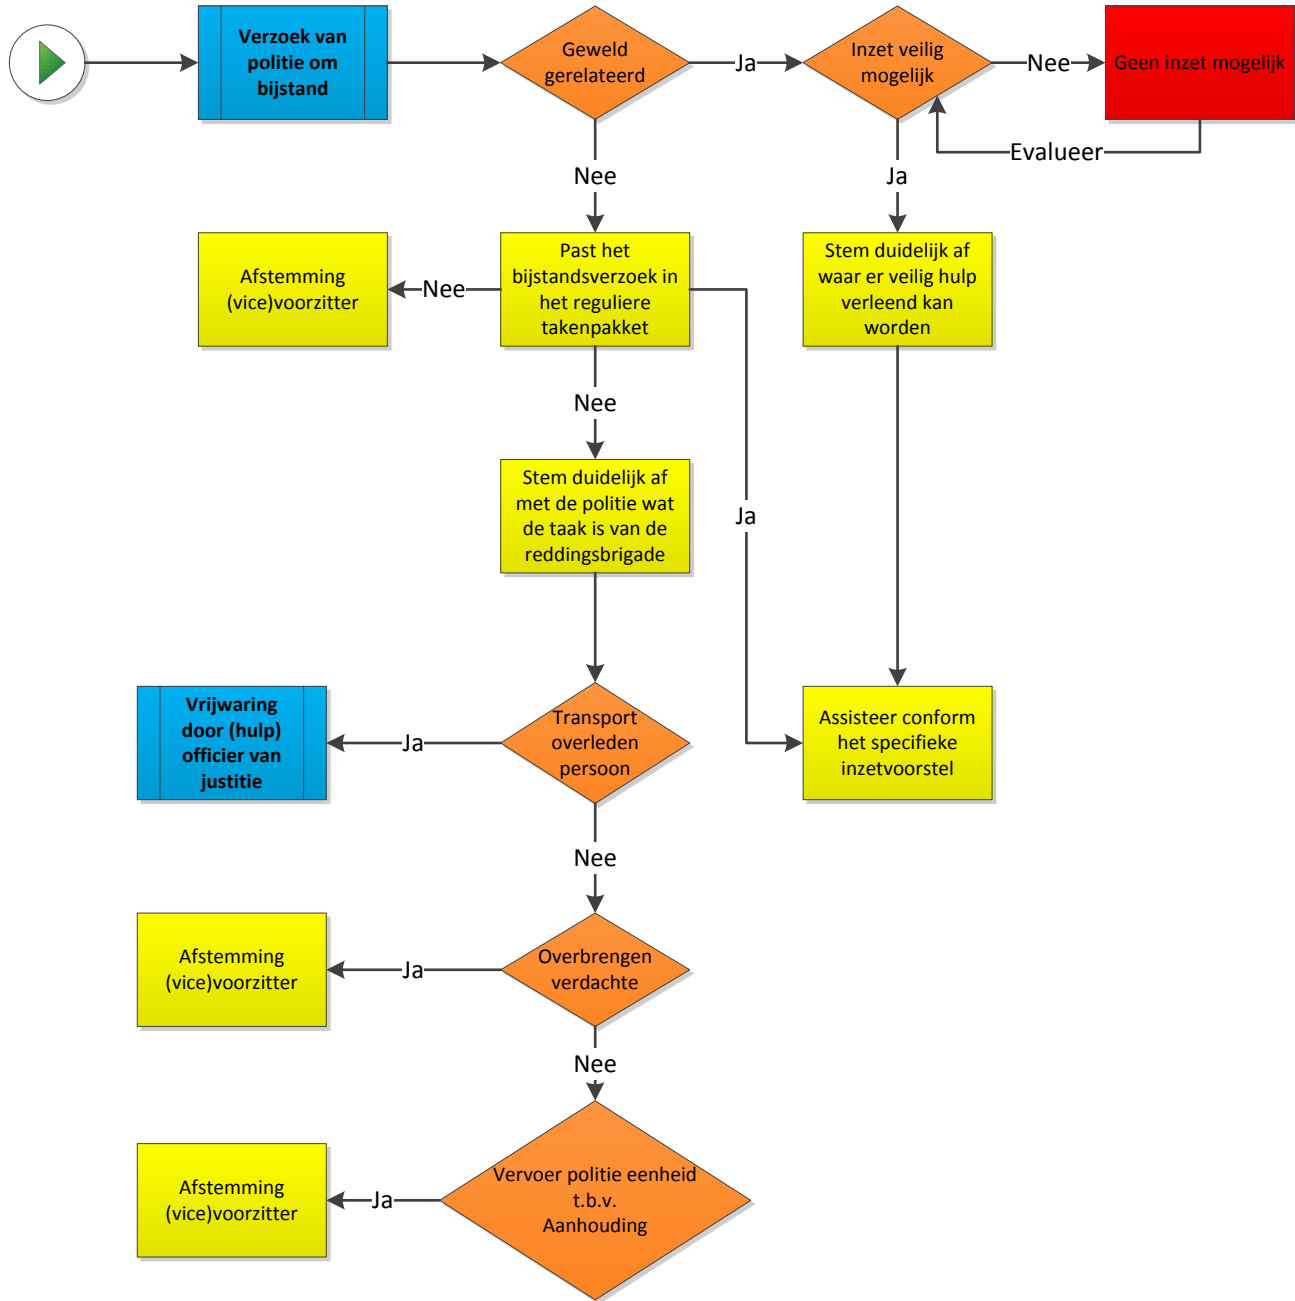 Verzoek van
politie om
bijstand
Geweld
gerelateerd
Ja
Inzet veilig
mogelijk
Nee
Geen inzet mogelijk
Evalueer
Nee
Ja
Afstemming
(vice)voorzitter
Nee
Past het
bijstandsverzoek in
het reguliere
takenpakket
Stem duidelijk af
waar er veilig hulp
verleend kan
worden
Nee
Stem duidelijk af
met de politie wat
de taak is van de
reddingsbrigade
Ja
Vrijwaring
door (hulp)
officier van
justitie
Ja
Transport
overleden
persoon
Assisteer conform
het specifieke
inzetvoorstel
Nee
Afstemming
(vice)voorzitter
Ja
Overbrengen
verdachte
Nee
Afstemming
(vice)voorzitter
Ja
Vervoer politie eenheid
t.b.v.
Aanhouding